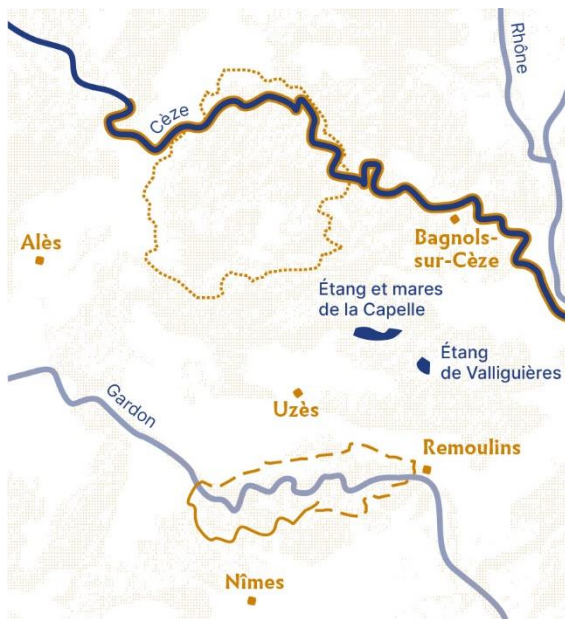 Rhône
Cèze
Alès
Bagnols-
sur-Cèze
Étang et mares
de la Capelle
Étang
de Valliguières
Gardon
Uzès
Remoulins
Nîmes